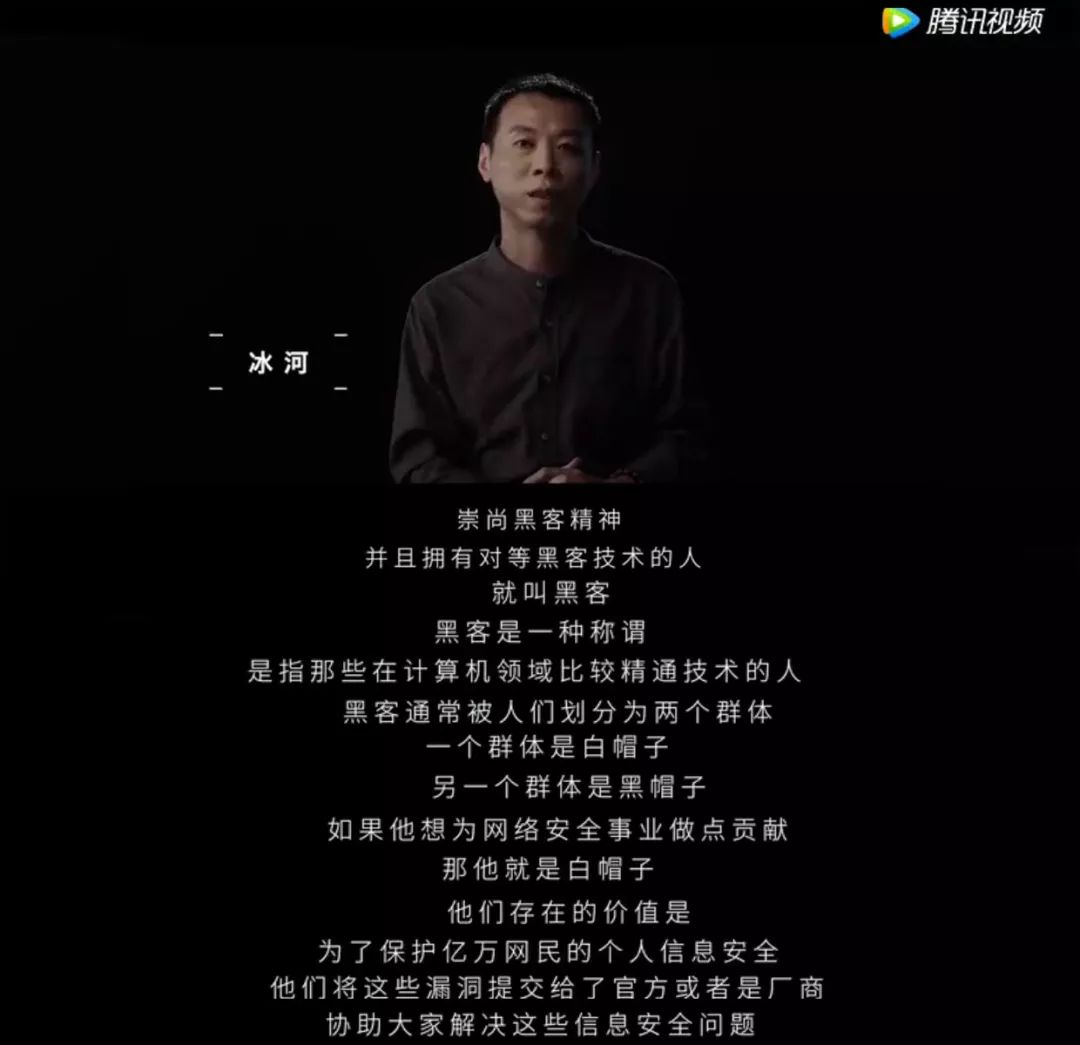 腾讯视频
冰河
崇尚黑客精神
并且拥有对等黑客技术的人
就叫黑客
黑客是一种称谓
是指那些在计算机领域比较精通技术的人
黑客通常被人们划分为两个群体
一个群体是白帽子
另一个群体是黑帽子
如果他想为网络安全事业做点贡献
那他就是白帽子
他们存在的价值是
为了保护亿万网民的个人信息安全
他们将这些漏洞提交给了官方或者是厂商
协助大家解决这些信息安全问题